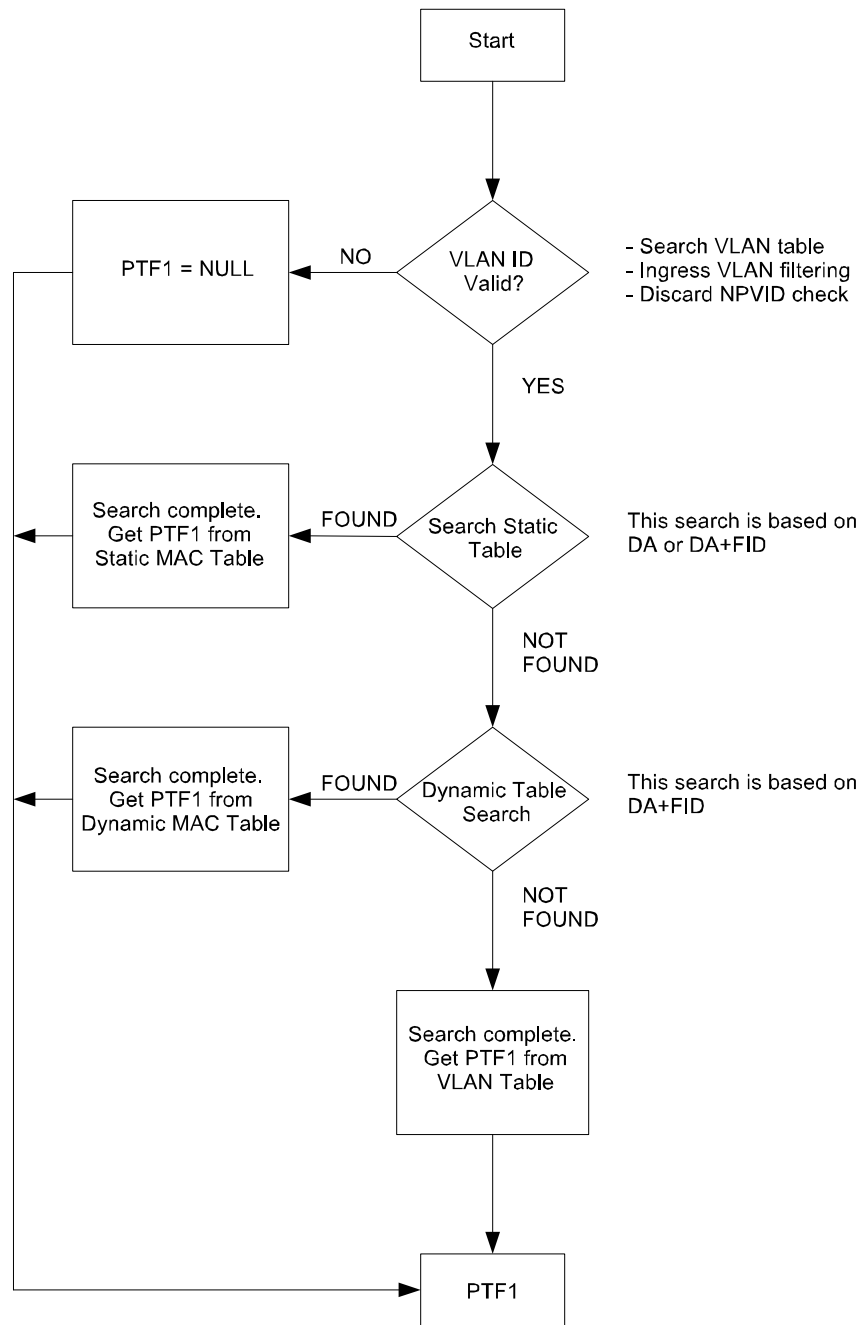 Start
PTF1 = NULL
NO
VLAN ID
Valid?
- Search VLAN table
- Ingress VLAN filtering
- Discard NPVID check
YES
Search complete.
Get PTF1 from
Static MAC Table
FOUND
Search Static
Table
This search is based on
DA or DA+FID
NOT
FOUND
Search complete.
Get PTF1 from
Dynamic MAC Table
FOUND
Dynamic Table
Search
This search is based on
DA+FID
NOT
FOUND
Search complete.
Get PTF1 from
VLAN Table
PTF1